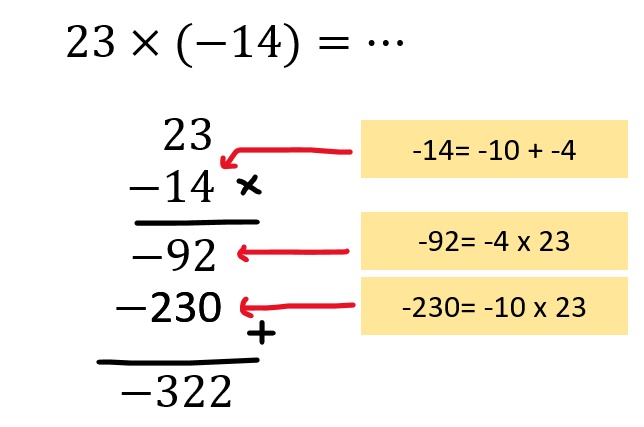 23 × (−14) = ⋯
23
−14 ×
-14= -10 + -4
−92
-92= -4 x 23
−230
-230= -10 x 23
+
−322